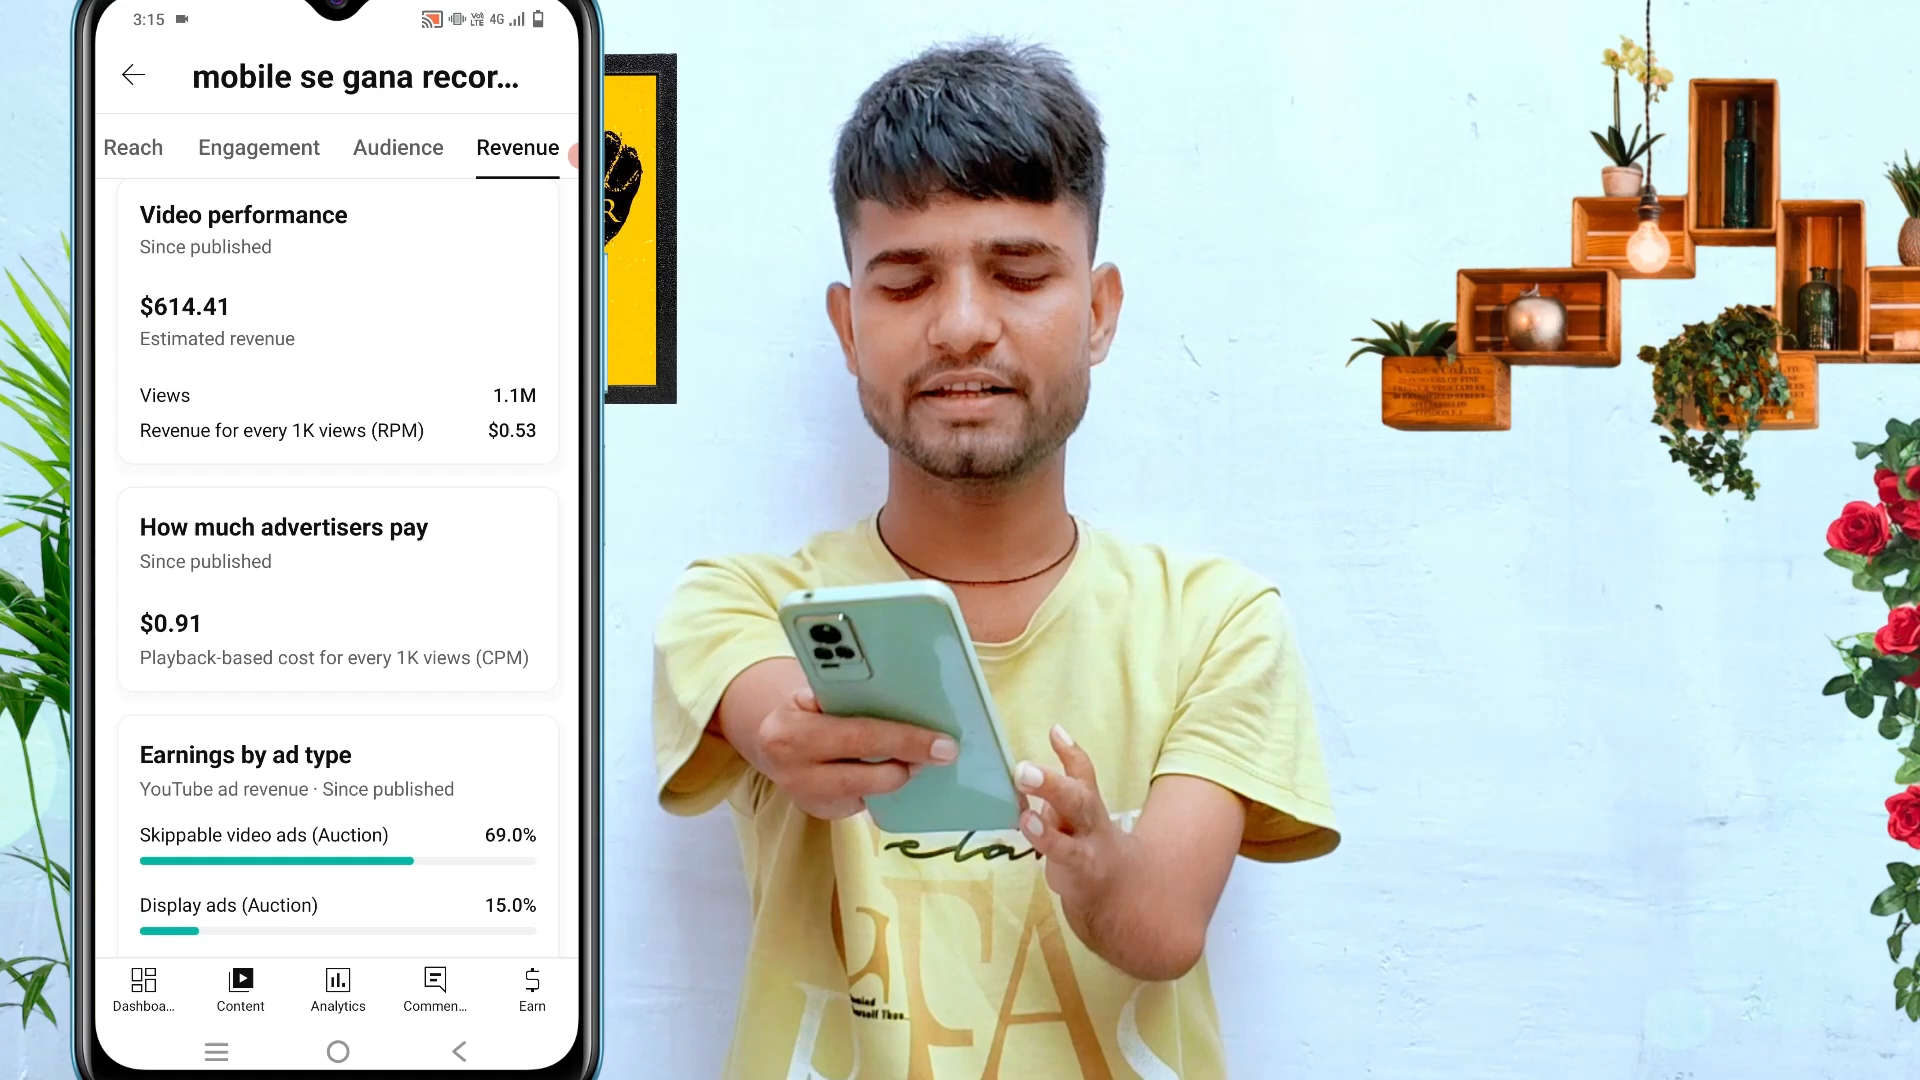 3:15
4G
mobile se gana recor...
Reach Engagement Audience Revenue
Video performance
Since published
$614.41
Estimated revenue
Views 1.1M
Revenue for every 1K views (RPM) $0.53
How much advertisers pay
Since published
$0.91
Playback-based cost for every 1K views (CPM)
Earnings by ad type
YouTube ad revenue · Since published
Skippable video ads (Auction) 69.0%
Display ads (Auction) 15.0%
Dashboa... Content Analytics Commen... Earn
R